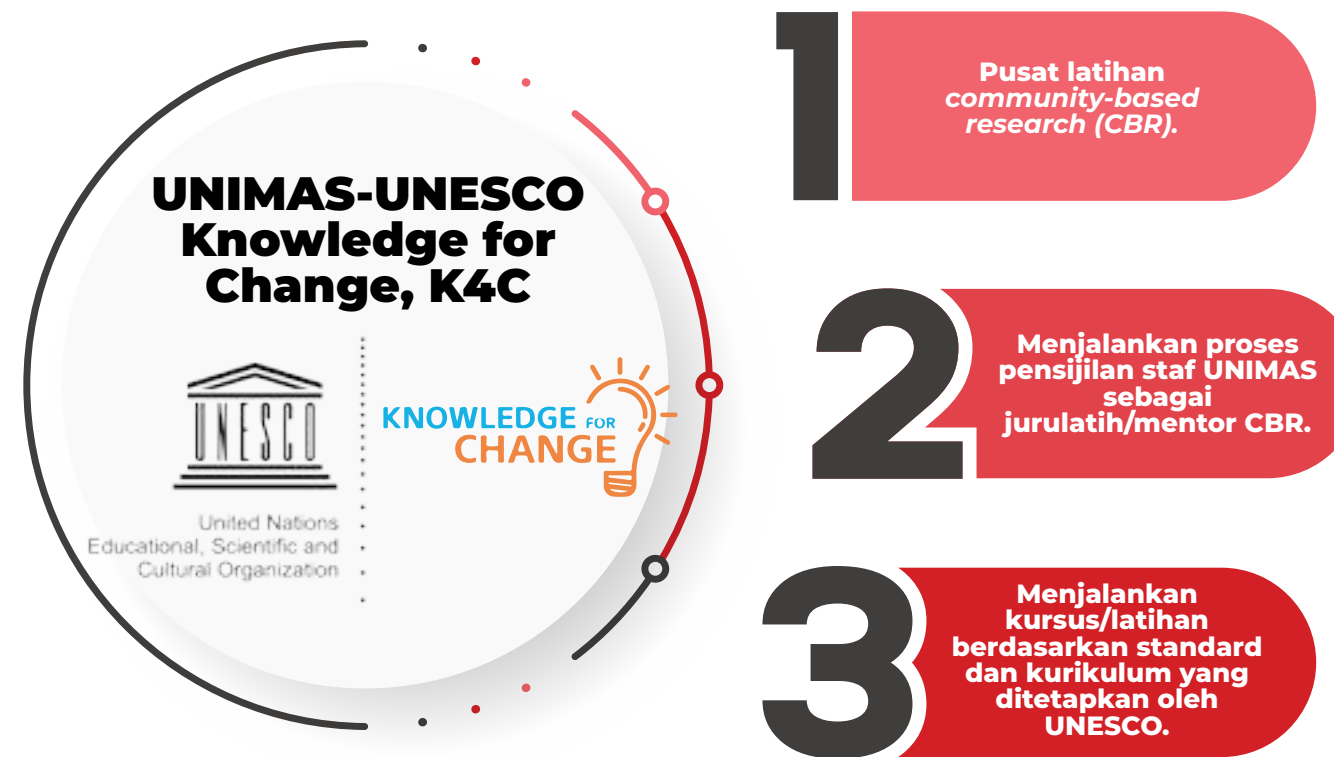 UNIMAS-UNESCO
Knowledge for
Change, K4C
UNESCO
United Nations
Educational, Scientific and
Cultural Organization
KNOWLEDGE FOR
CHANGE
1
Pusat latihan
community-based
research (CBR).
2
Menjalankan proses
pensijilan staf UNIMAS
sebagai
jurulatih/mentor CBR.
3
Menjalankan
kursus/latihan
berdasarkan standard
dan kurikulum yang
ditetapkan oleh
UNESCO.